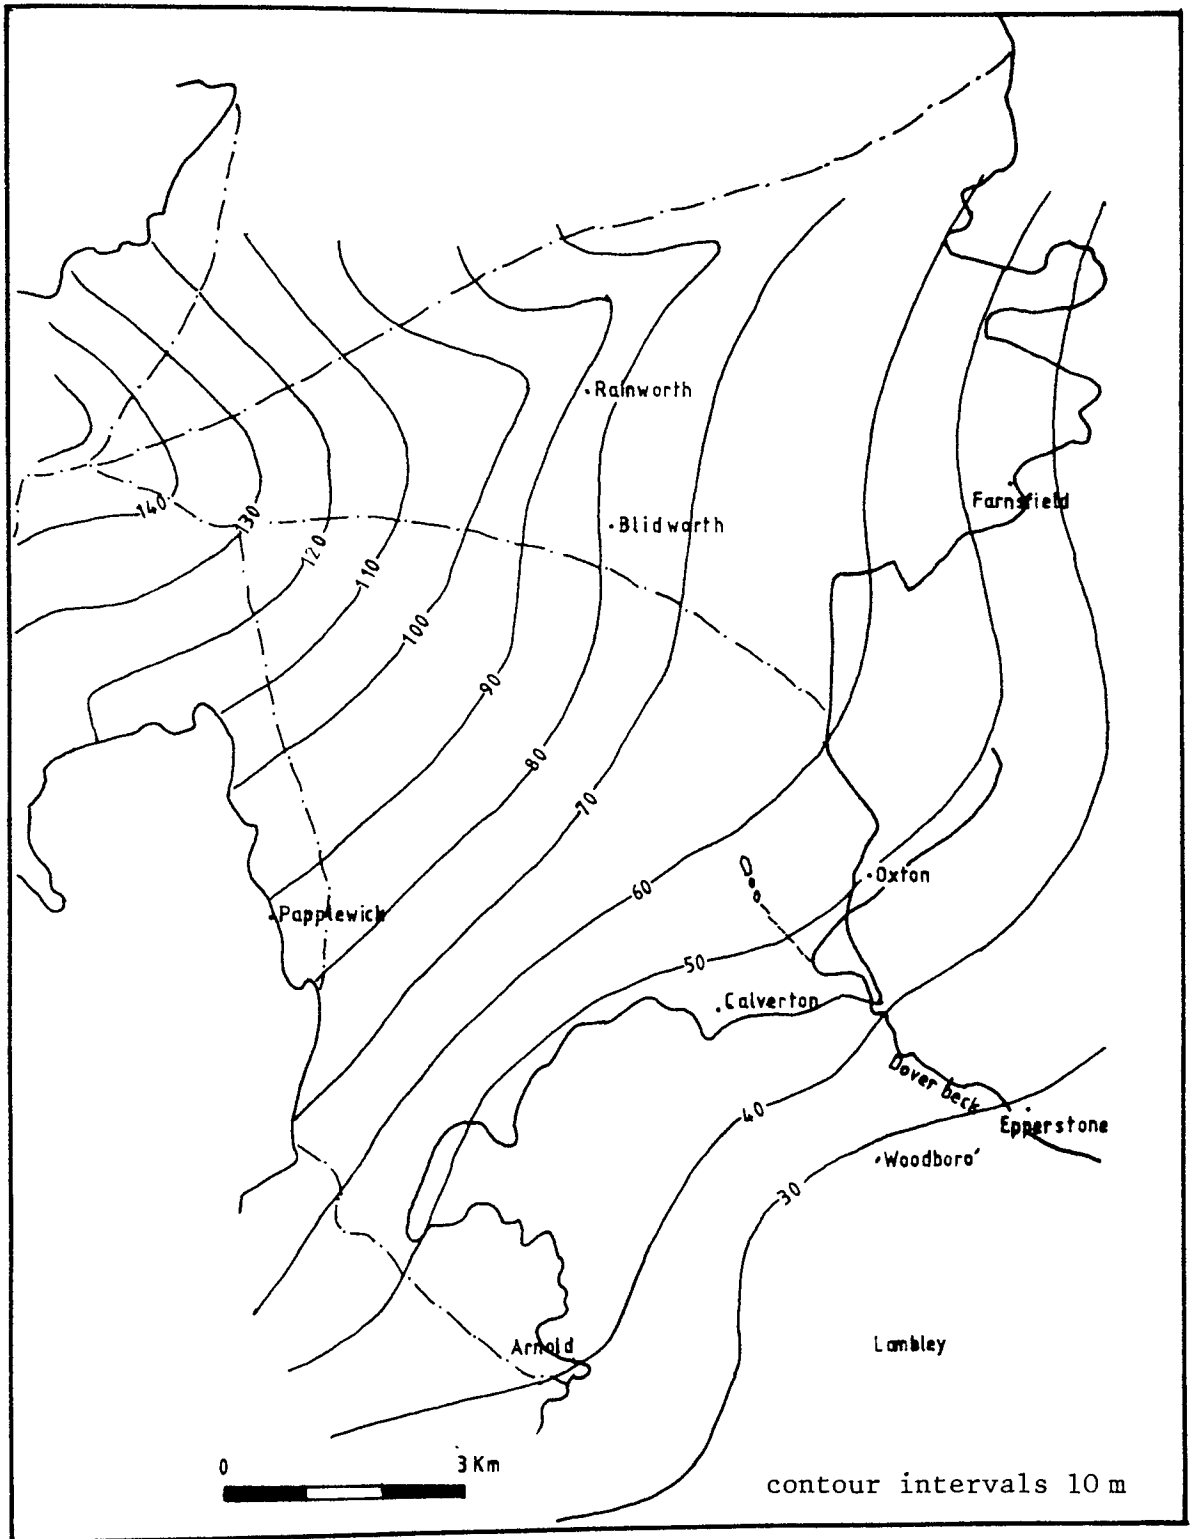 Rainworth
Farnsfield
140
130
Blidworth
120
110
100
90
80
70
Oxton
60
Papplewick
50
Calverton
Dover beck
40
Epperstone
Woodboro'
30
Arnold
Lambley
0 3 Km
contour intervals 10 m